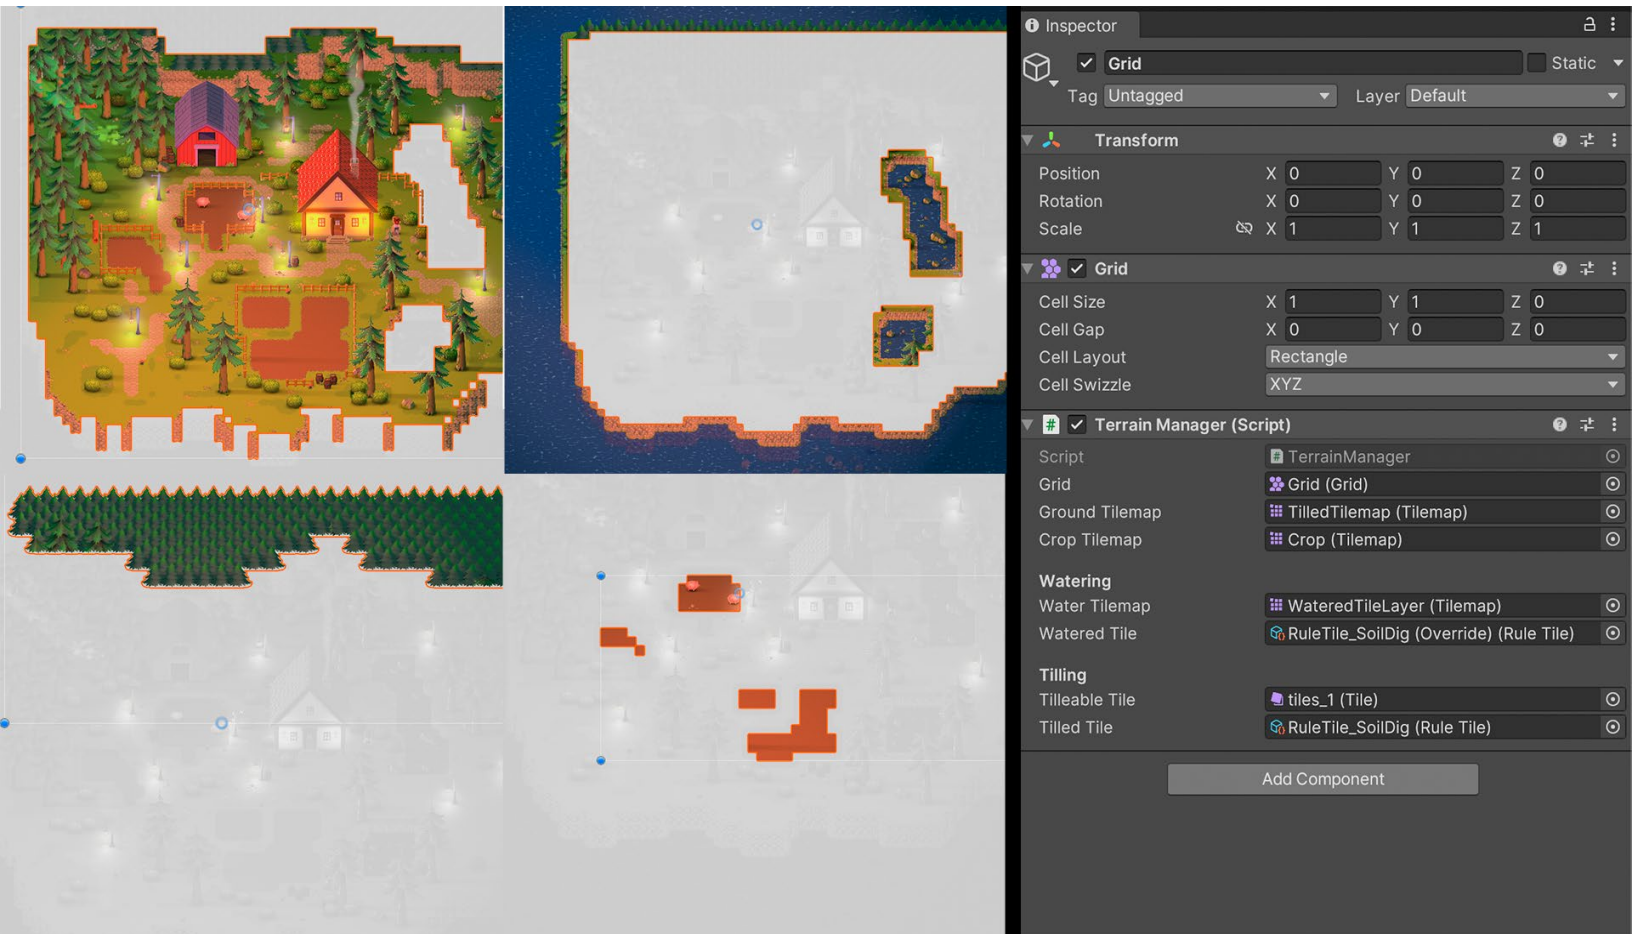 Inspector
Grid Static
Tag Untagged Layer Default
Transform
Position X 0 Y 0 Z 0
Rotation X 0 Y 0 Z 0
Scale X 1 Y 1 Z 1
Grid
Cell Size X 1 Y 1 Z 0
Cell Gap X 0 Y 0 Z 0
Cell Layout Rectangle
Cell Swizzle XYZ
# Terrain Manager (Script)
Script # TerrainManager
Grid Grid (Grid)
Ground Tilemap TilledTilemap (Tilemap)
Crop Tilemap Crop (Tilemap)
Watering
Water Tilemap WateredTileLayer (Tilemap)
Watered Tile RuleTile_SoilDig (Override) (Rule Tile)
Tilling
Tilleable Tile tiles_1 (Tile)
Tilled Tile RuleTile_SoilDig (Rule Tile)
Add Component